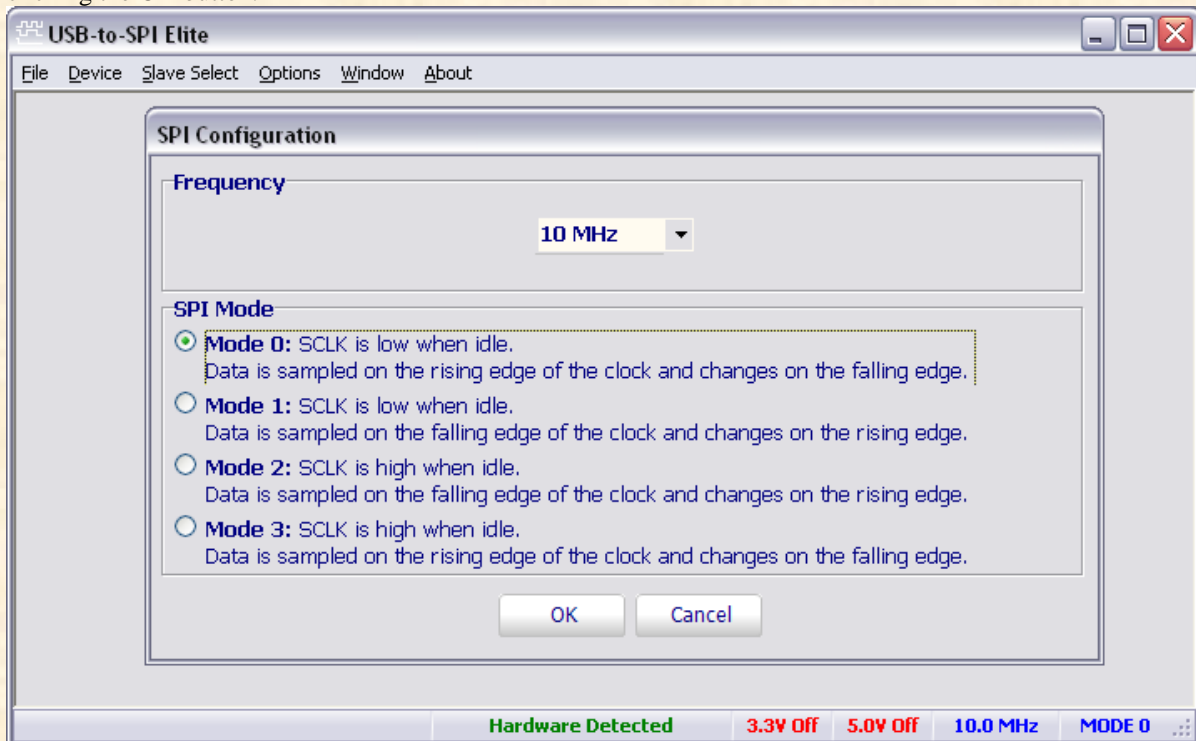 USB-to-SPI Elite
File Device Slave Select Options Window About
SPI Configuration
Frequency
10 MHz
SPI Mode
Mode 0: SCLK is low when idle.
Data is sampled on the rising edge of the clock and changes on the falling edge.
Mode 1: SCLK is low when idle.
Data is sampled on the falling edge of the clock and changes on the rising edge.
Mode 2: SCLK is high when idle.
Data is sampled on the falling edge of the clock and changes on the rising edge.
Mode 3: SCLK is high when idle.
Data is sampled on the rising edge of the clock and changes on the falling edge.
OK Cancel
Hardware Detected 3.3V Off 5.0V Off 10.0 MHz MODE 0